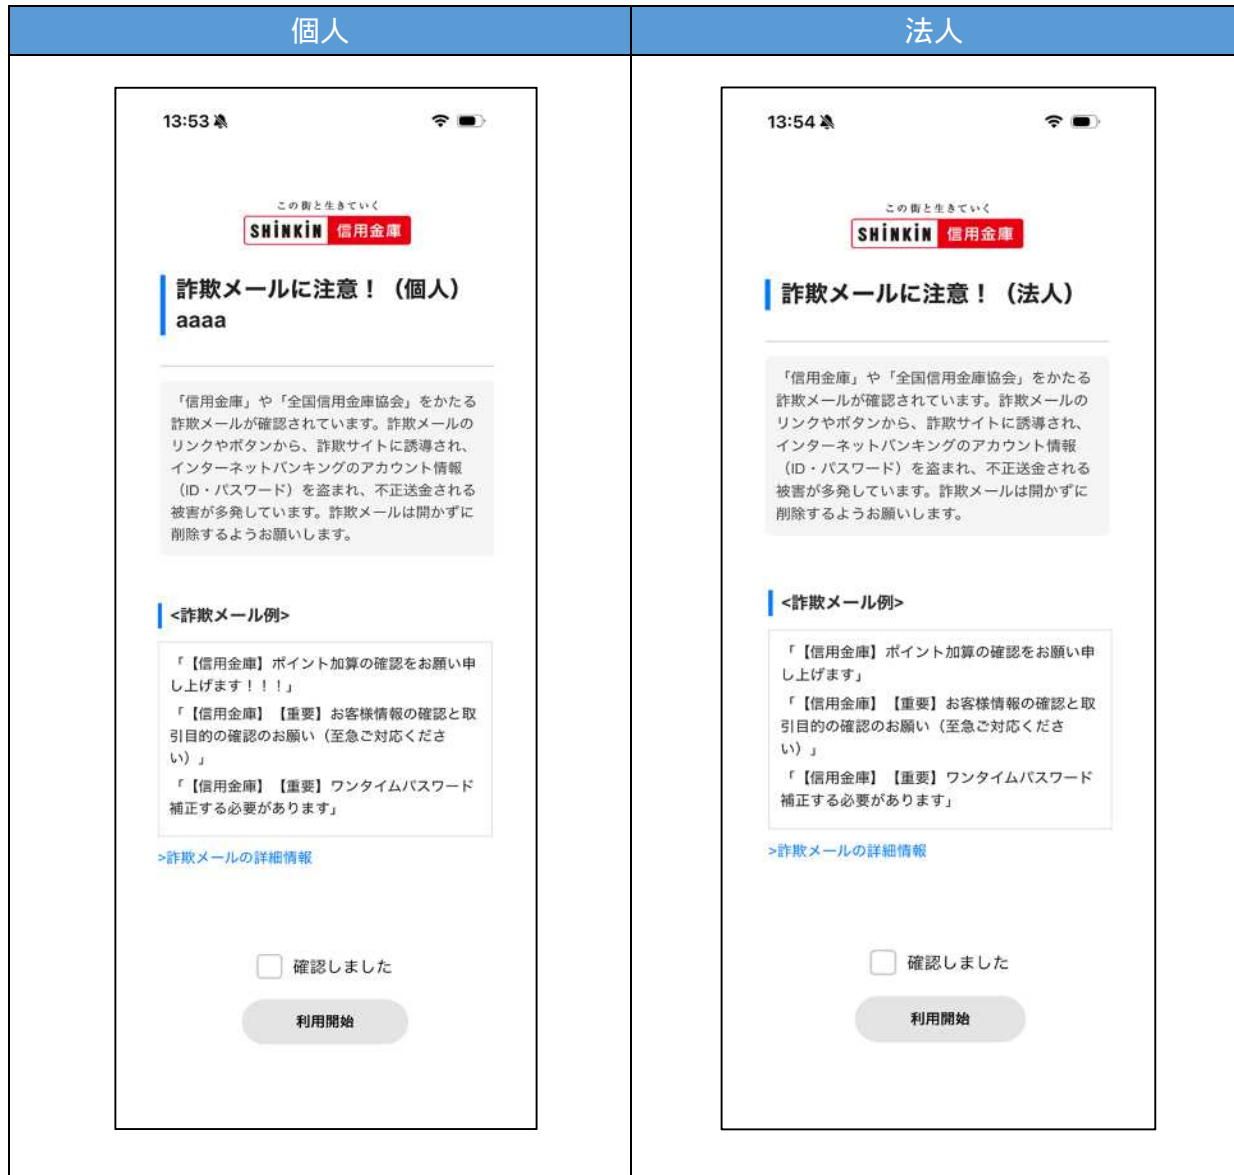 個人
法人
13:53
この街と生きていく
SHiNKiN 信用金庫
詐欺メールに注意！（個人）
aaaa
「信用金庫」や「全国信用金庫協会」をかたる
詐欺メールが確認されています。詐欺メールの
リンクやボタンから、詐欺サイトに誘導され、
インターネットバンキングのアカウント情報
（ID・パスワード）を盗まれ、不正送金される
被害が多発しています。詐欺メールは開かずに
削除するようお願いします。
<詐欺メール例>
「【信用金庫】ポイント加算の確認をお願い申
し上げます！！！」
「【信用金庫】【重要】お客様情報の確認と取
引目的の確認のお願い（至急ご対応くださ
い）」
「【信用金庫】【重要】ワンタイムパスワード
補正する必要があります」
>詐欺メールの詳細情報
確認しました
利用開始
13:54
この街と生きていく
SHiNKiN 信用金庫
詐欺メールに注意！（法人）
「信用金庫」や「全国信用金庫協会」をかたる
詐欺メールが確認されています。詐欺メールの
リンクやボタンから、詐欺サイトに誘導され、
インターネットバンキングのアカウント情報
（ID・パスワード）を盗まれ、不正送金される
被害が多発しています。詐欺メールは開かずに
削除するようお願いします。
<詐欺メール例>
「【信用金庫】ポイント加算の確認をお願い申
し上げます」
「【信用金庫】【重要】お客様情報の確認と取
引目的の確認のお願い（至急ご対応くださ
い）」
「【信用金庫】【重要】ワンタイムパスワード
補正する必要があります」
>詐欺メールの詳細情報
確認しました
利用開始